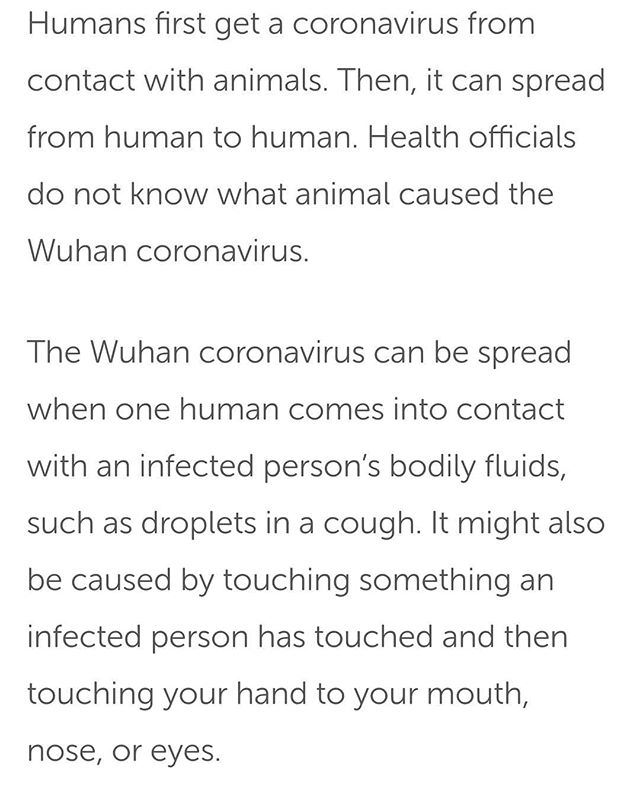 Humans first get a coronavirus from
contact with animals. Then, it can spread
from human to human. Health officials
do not know what animal caused the
Wuhan coronavirus.
The Wuhan coronavirus can be spread
when one human comes into contact
with an infected person’s bodily fluids,
such as droplets in a cough. It might also
be caused by touching something an
infected person has touched and then
touching your hand to your mouth,
nose, or eyes.